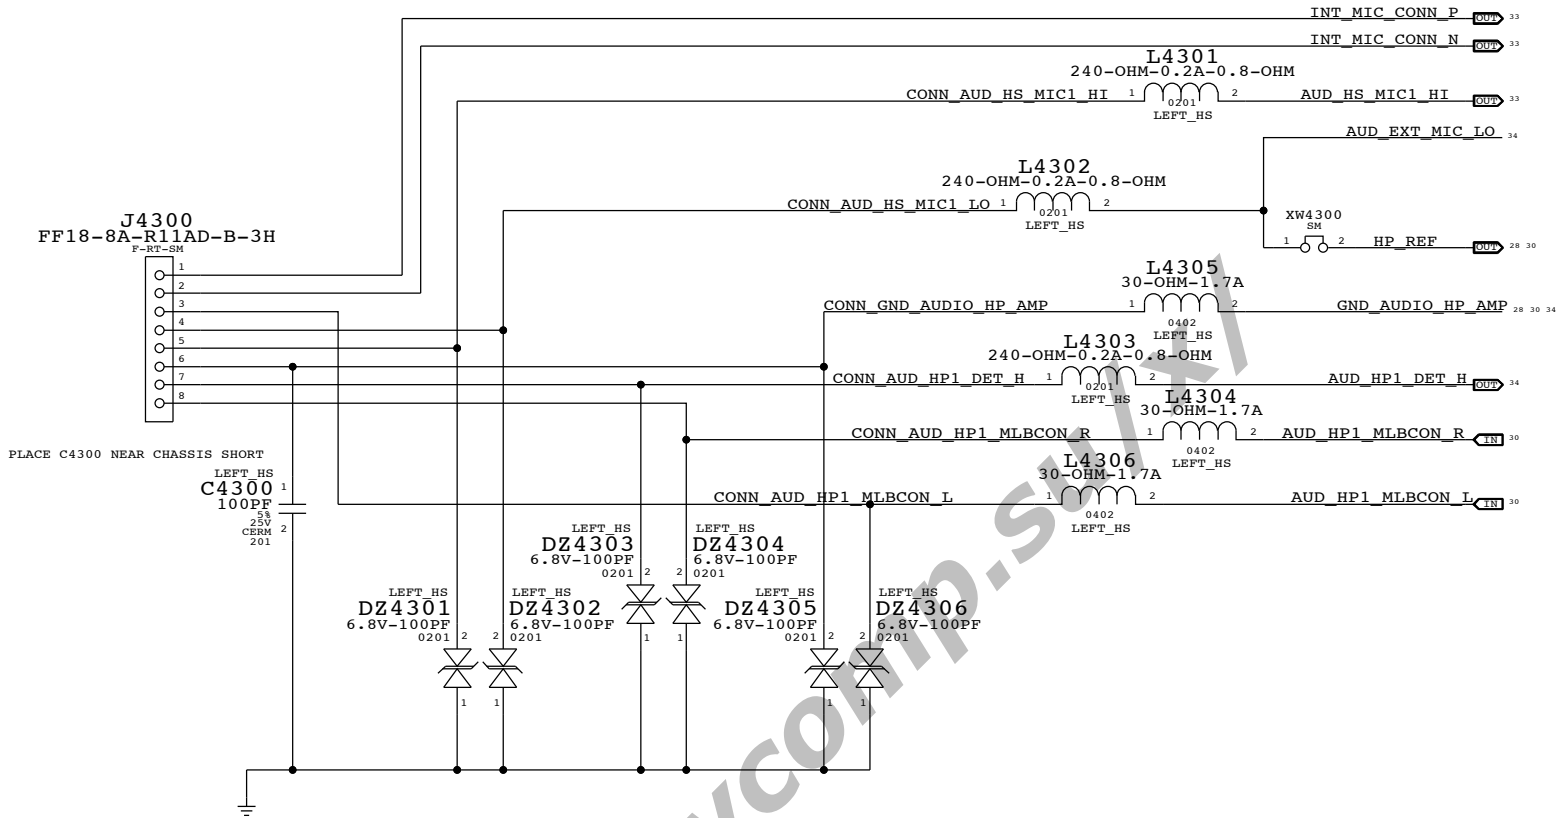 INT_MIC_CONN_P OUT 33
INT_MIC_CONN_N OUT 33
L4301
240-OHM-0.2A-0.8-OHM
CONN_AUD_HS_MIC1_HI 1 2 AUD_HS_MIC1_HI OUT 33
0201
LEFT_HS
AUD_EXT_MIC_LO 34
L4302
240-OHM-0.2A-0.8-OHM
CONN_AUD_HS_MIC1_LO 1 2
0201
LEFT_HS
XW4300
SM
1 2 HP_REF OUT 28 30
J4300
FF18-8A-R11AD-B-3H
F-RT-SM
1
2
3
4
5
6
7
8
L4305
30-OHM-1.7A
CONN_GND_AUDIO_HP_AMP 1 2 GND_AUDIO_HP_AMP 28 30 34
0402
LEFT_HS
L4303
240-OHM-0.2A-0.8-OHM
CONN_AUD_HP1_DET_H 1 2 AUD_HP1_DET_H OUT 34
0201
LEFT_HS
L4304
30-OHM-1.7A
CONN_AUD_HP1_MLBCON_R 1 2 AUD_HP1_MLBCON_R IN 30
0402
LEFT_HS
L4306
30-OHM-1.7A
CONN_AUD_HP1_MLBCON_L 1 2 AUD_HP1_MLBCON_L IN 30
0402
LEFT_HS
PLACE C4300 NEAR CHASSIS SHORT
LEFT_HS
C4300 1
100PF
5%
25V
CERM 2
201
LEFT_HS
DZ4303
6.8V-100PF
0201 2
1
LEFT_HS
DZ4304
6.8V-100PF
2 0201
1
LEFT_HS
DZ4301
6.8V-100PF
0201 2
1
LEFT_HS
DZ4302
6.8V-100PF
2 0201
1
LEFT_HS
DZ4305
6.8V-100PF
0201 2
1
LEFT_HS
DZ4306
6.8V-100PF
2 0201
1
ycomp.su/x/